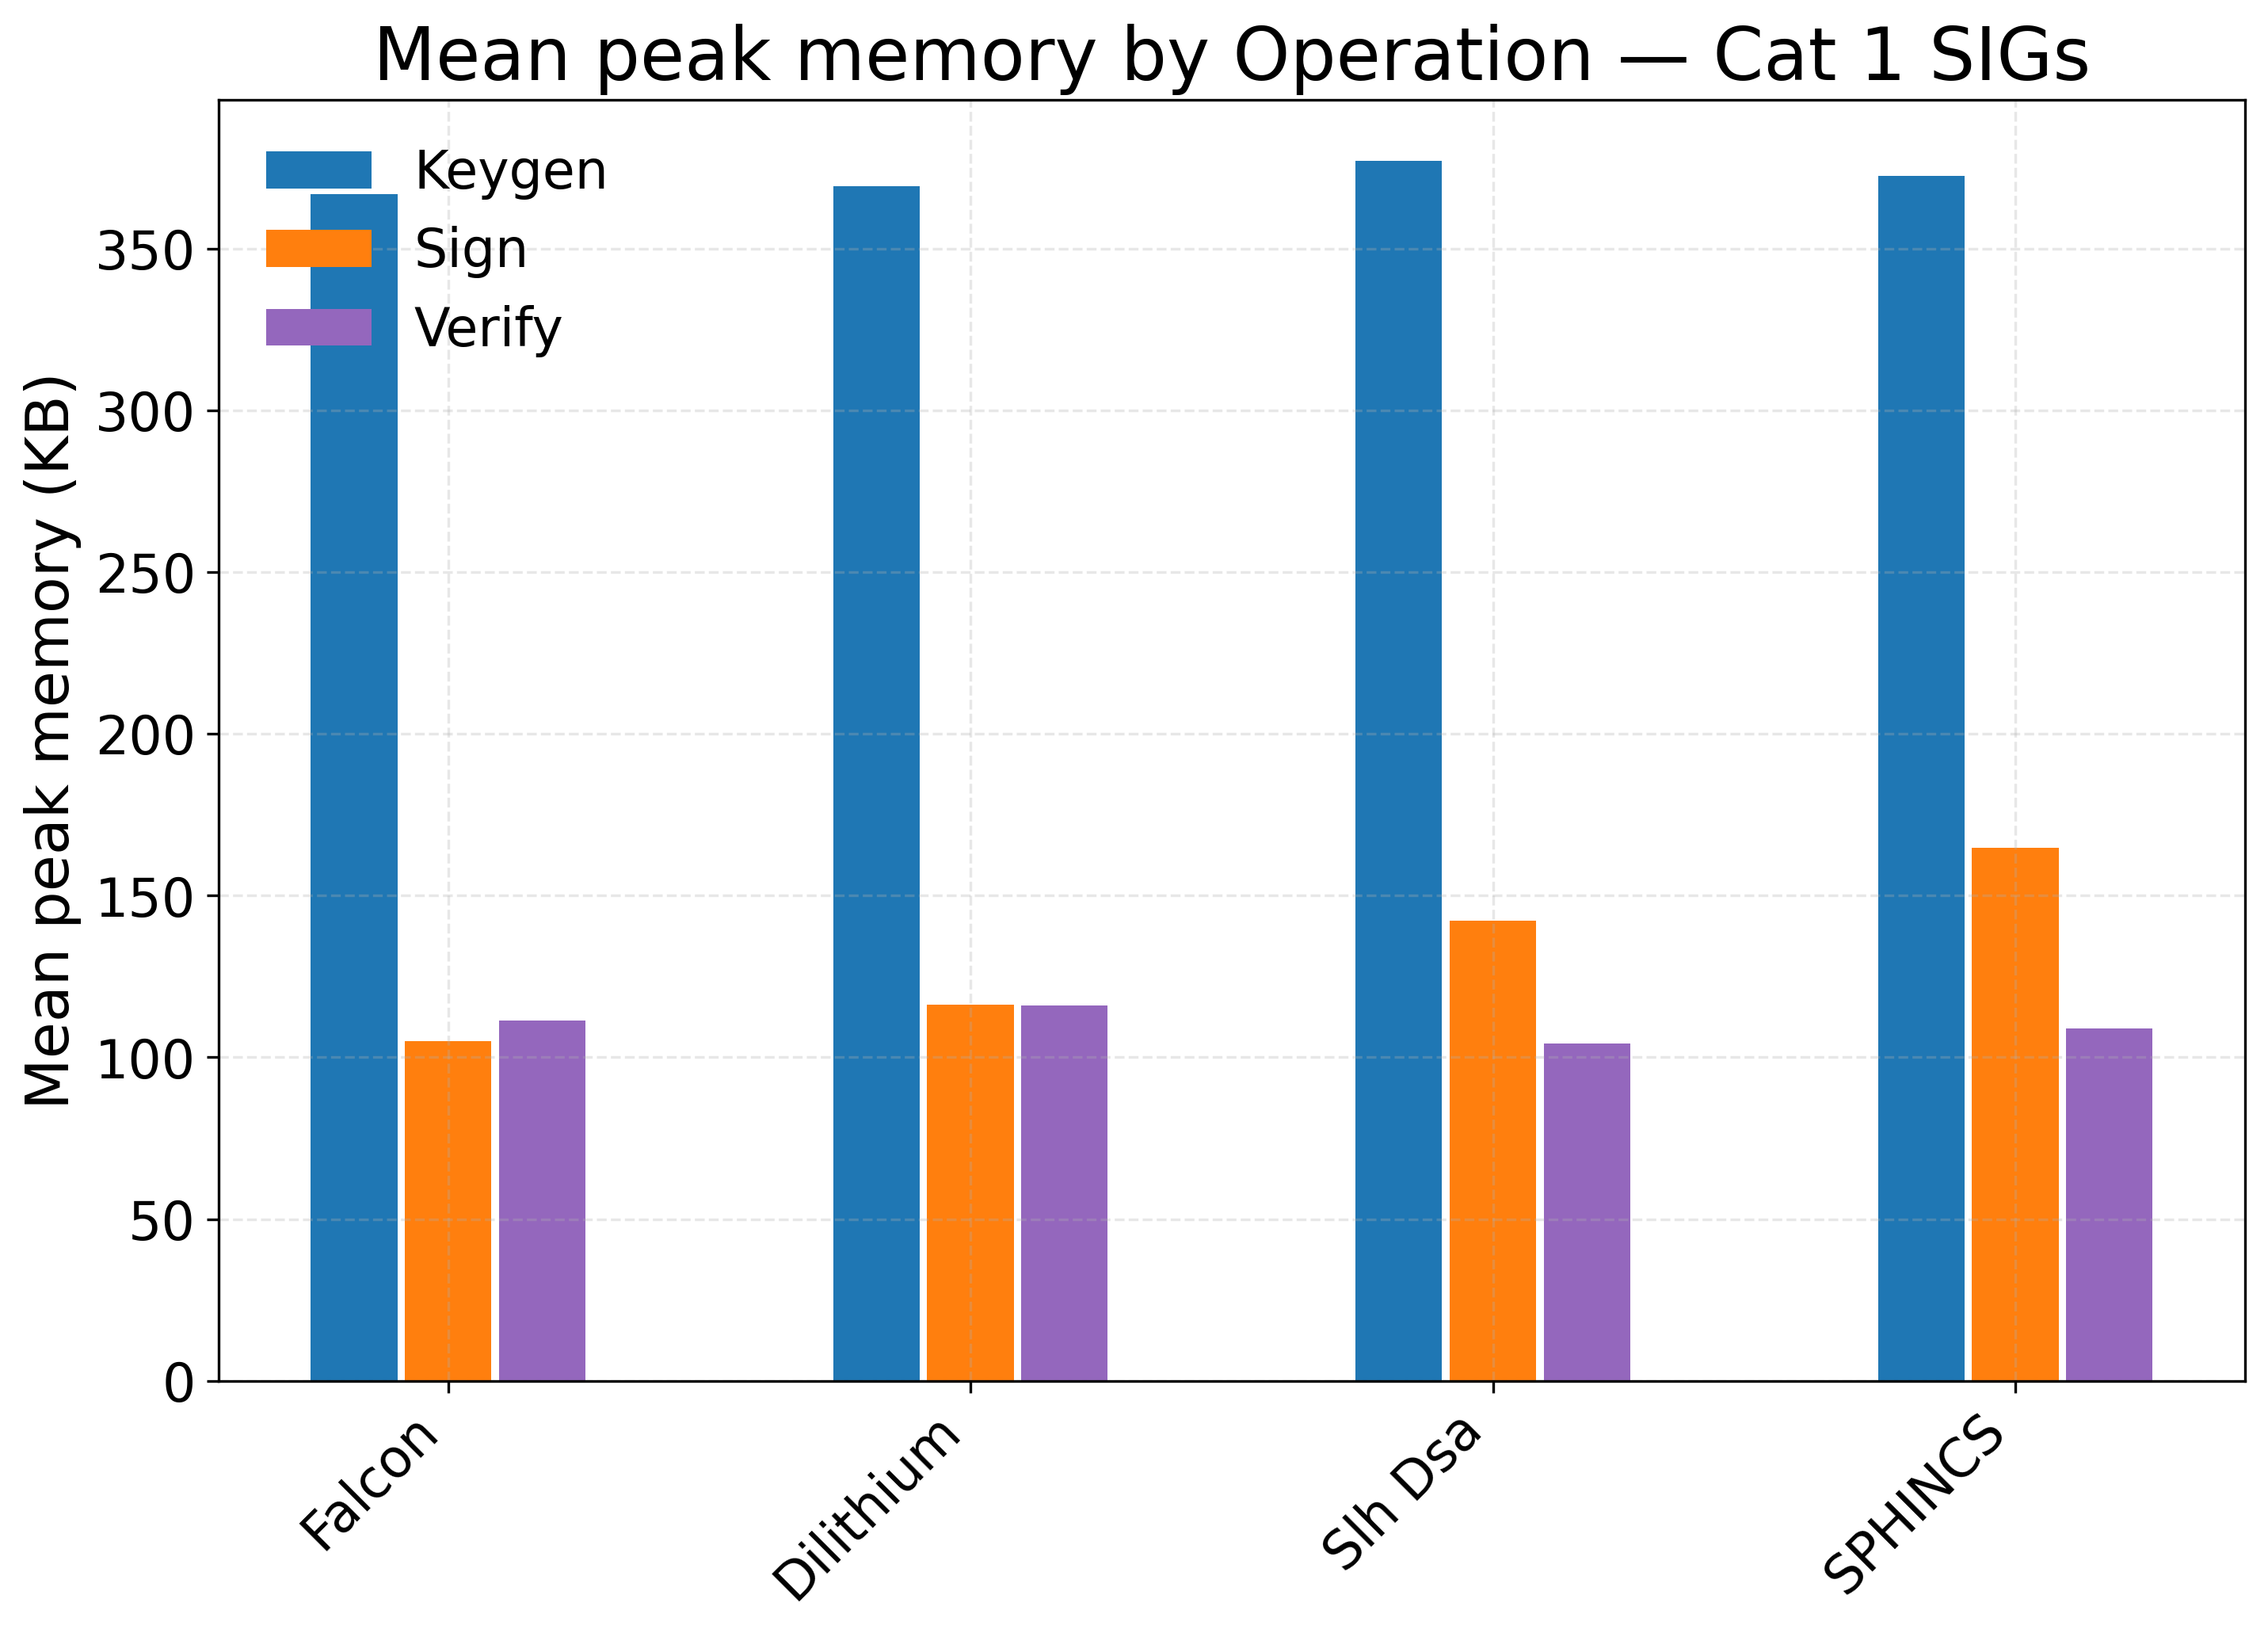 Mean peak memory by Operation — Cat 1 SIGs
Mean peak memory (KB)
350
300
250
200
150
100
50
0
Keygen
Sign
Verify
Falcon
Dilithium
Slh Dsa
SPHINCS